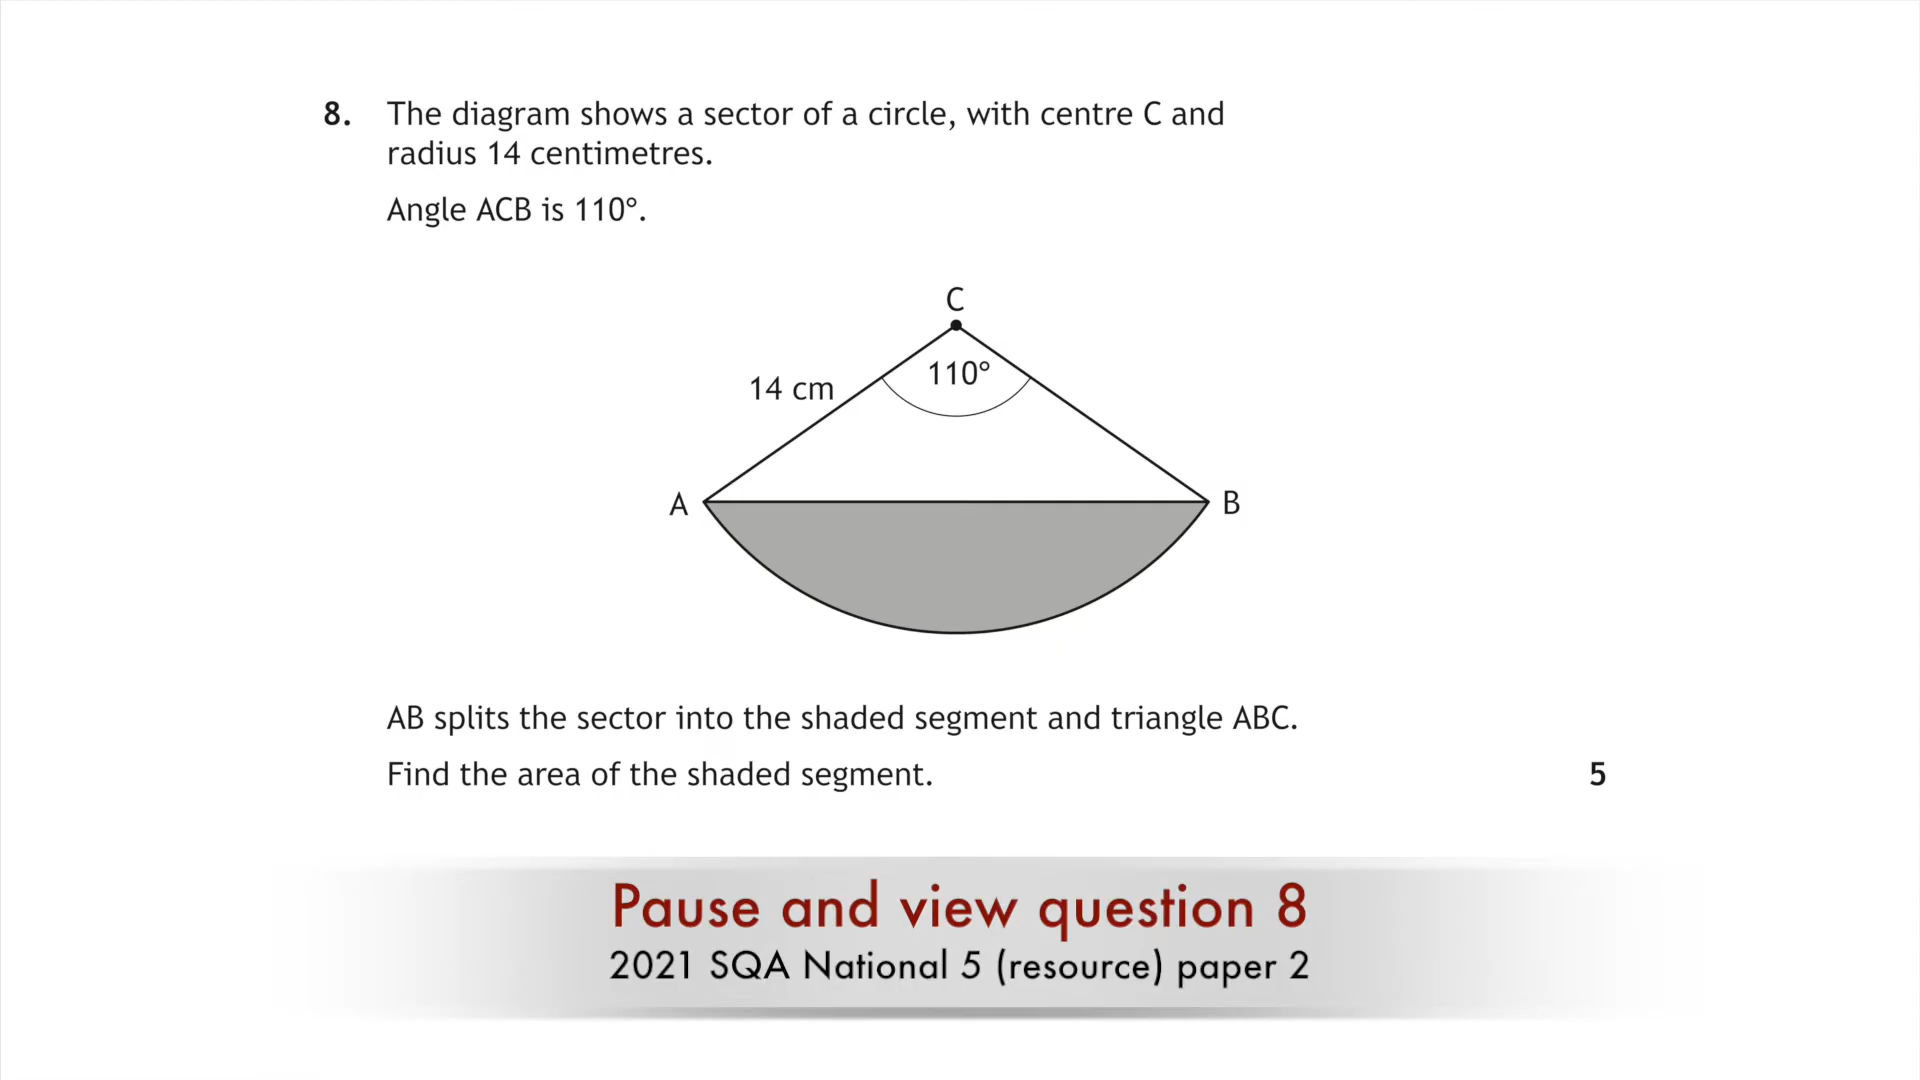 8. The diagram shows a sector of a circle, with centre C and
radius 14 centimetres.
Angle ACB is 110°.
C
110°
14 cm
A
B
AB splits the sector into the shaded segment and triangle ABC.
Find the area of the shaded segment. 5
Pause and view question 8
2021 SQA National 5 (resource) paper 2